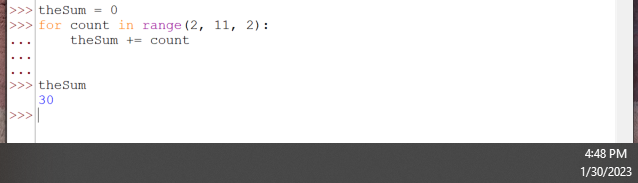 >>> theSum = 0
>>> for count in range(2, 11, 2):
...     theSum += count
...
...
>>> theSum
30
>>>
4:48 PM
1/30/2023